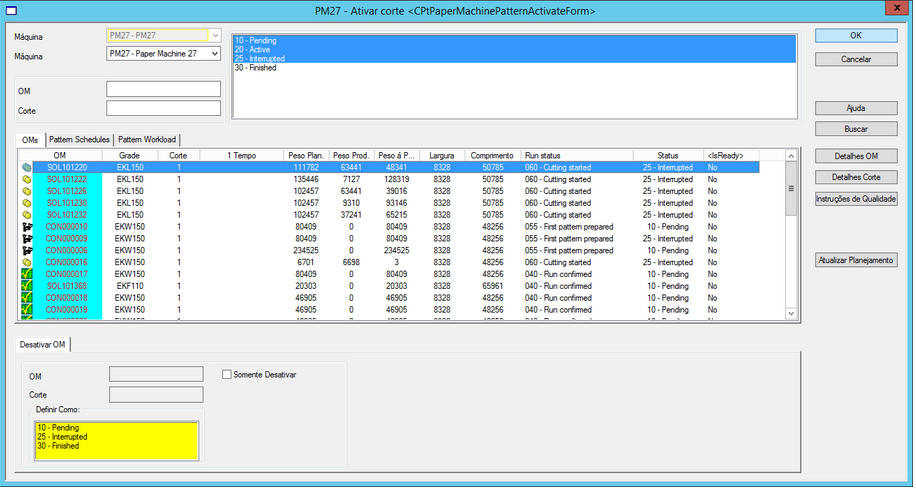 PM27 - Ativar corte <CPtPaperMachinePatternActivateForm>
x
Máquina PM27 - PM27
Máquina PM27 - Paper Machine 27
OM
Corte
10 - Pending
20 - Active
25 - Interrupted
30 - Finished
OK
Cancelar
Ajuda
Buscar
Detalhes OM
Detalhes Corte
Instruções de Qualidade
Atualizar Planejamento
OMs Pattern Schedules Pattern Workload
OM Grade Corte 1 Tempo Peso Plan. Peso Prod. Peso á P... Largura Comprimento Run status Status <IsReady>
SOL101220 EKL150 1 111782 63441 48341 8328 50785 060 - Cutting started 25 - Interrupted No
SOL101222 EKL150 1 135446 7127 128319 8328 50785 060 - Cutting started 25 - Interrupted No
SOL101226 EKL150 1 102457 63441 39016 8328 50785 060 - Cutting started 25 - Interrupted No
SOL101230 EKL150 1 102457 9310 93146 8328 50785 060 - Cutting started 25 - Interrupted No
SOL101232 EKL150 1 102457 37241 65215 8328 50785 060 - Cutting started 25 - Interrupted No
CON000010 EKW150 1 80409 0 80409 8328 48256 055 - First pattern prepared 10 - Pending No
CON000009 EKW150 1 80409 0 80409 8328 48256 055 - First pattern prepared 25 - Interrupted No
CON000006 EKW150 1 234525 0 234525 8328 48256 055 - First pattern prepared 10 - Pending No
CON000016 EKW150 1 6701 6698 3 8328 48256 060 - Cutting started 25 - Interrupted No
CON000017 EKW150 1 80409 0 80409 8328 48256 040 - Run confirmed 10 - Pending No
SOL101368 EKF110 1 20303 0 20303 8328 65961 040 - Run confirmed 10 - Pending No
CON000018 EKW150 1 46905 0 46905 8328 48256 040 - Run confirmed 10 - Pending No
CON000019 EKW150 1 46905 0 46905 8328 48256 040 - Run confirmed 10 - Pending No
Desativar OM
OM
Somente Desativar
Corte
Definir Como:
10 - Pending
25 - Interrupted
30 - Finished